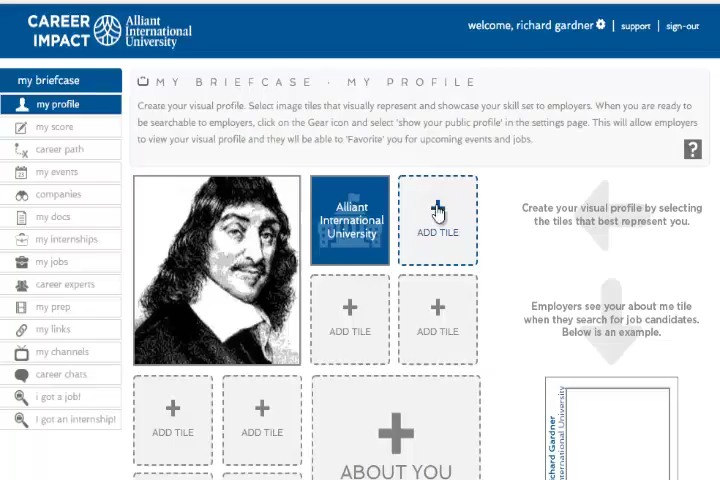 CAREER IMPACT
Alliant International University
welcome, richard gardner | support | sign-out
my briefcase
my profile
my score
career path
my events
23
companies
my docs
my internships
my jobs
career experts
my prep
my links
my channels
career chats
i got a job!
I got an internship!
MY BRIEFCASE · MY PROFILE
Create your visual profile. Select image tiles that visually represent and showcase your skill set to employers. When you are ready to
be searchable to employers, click on the Gear icon and select 'show your public profile' in the settings page. This will allow employers
to view your visual profile and they wll be able to 'Favorite' you for upcoming events and jobs.
?
Alliant
International
University
ADD TILE
ADD TILE
ADD TILE
ADD TILE
ADD TILE
ABOUT YOU
Create your visual profile by selecting
the tiles that best represent you.
Employers see your about me tile
when they search for job candidates.
Below is an example.
chard Gardner
ternational University